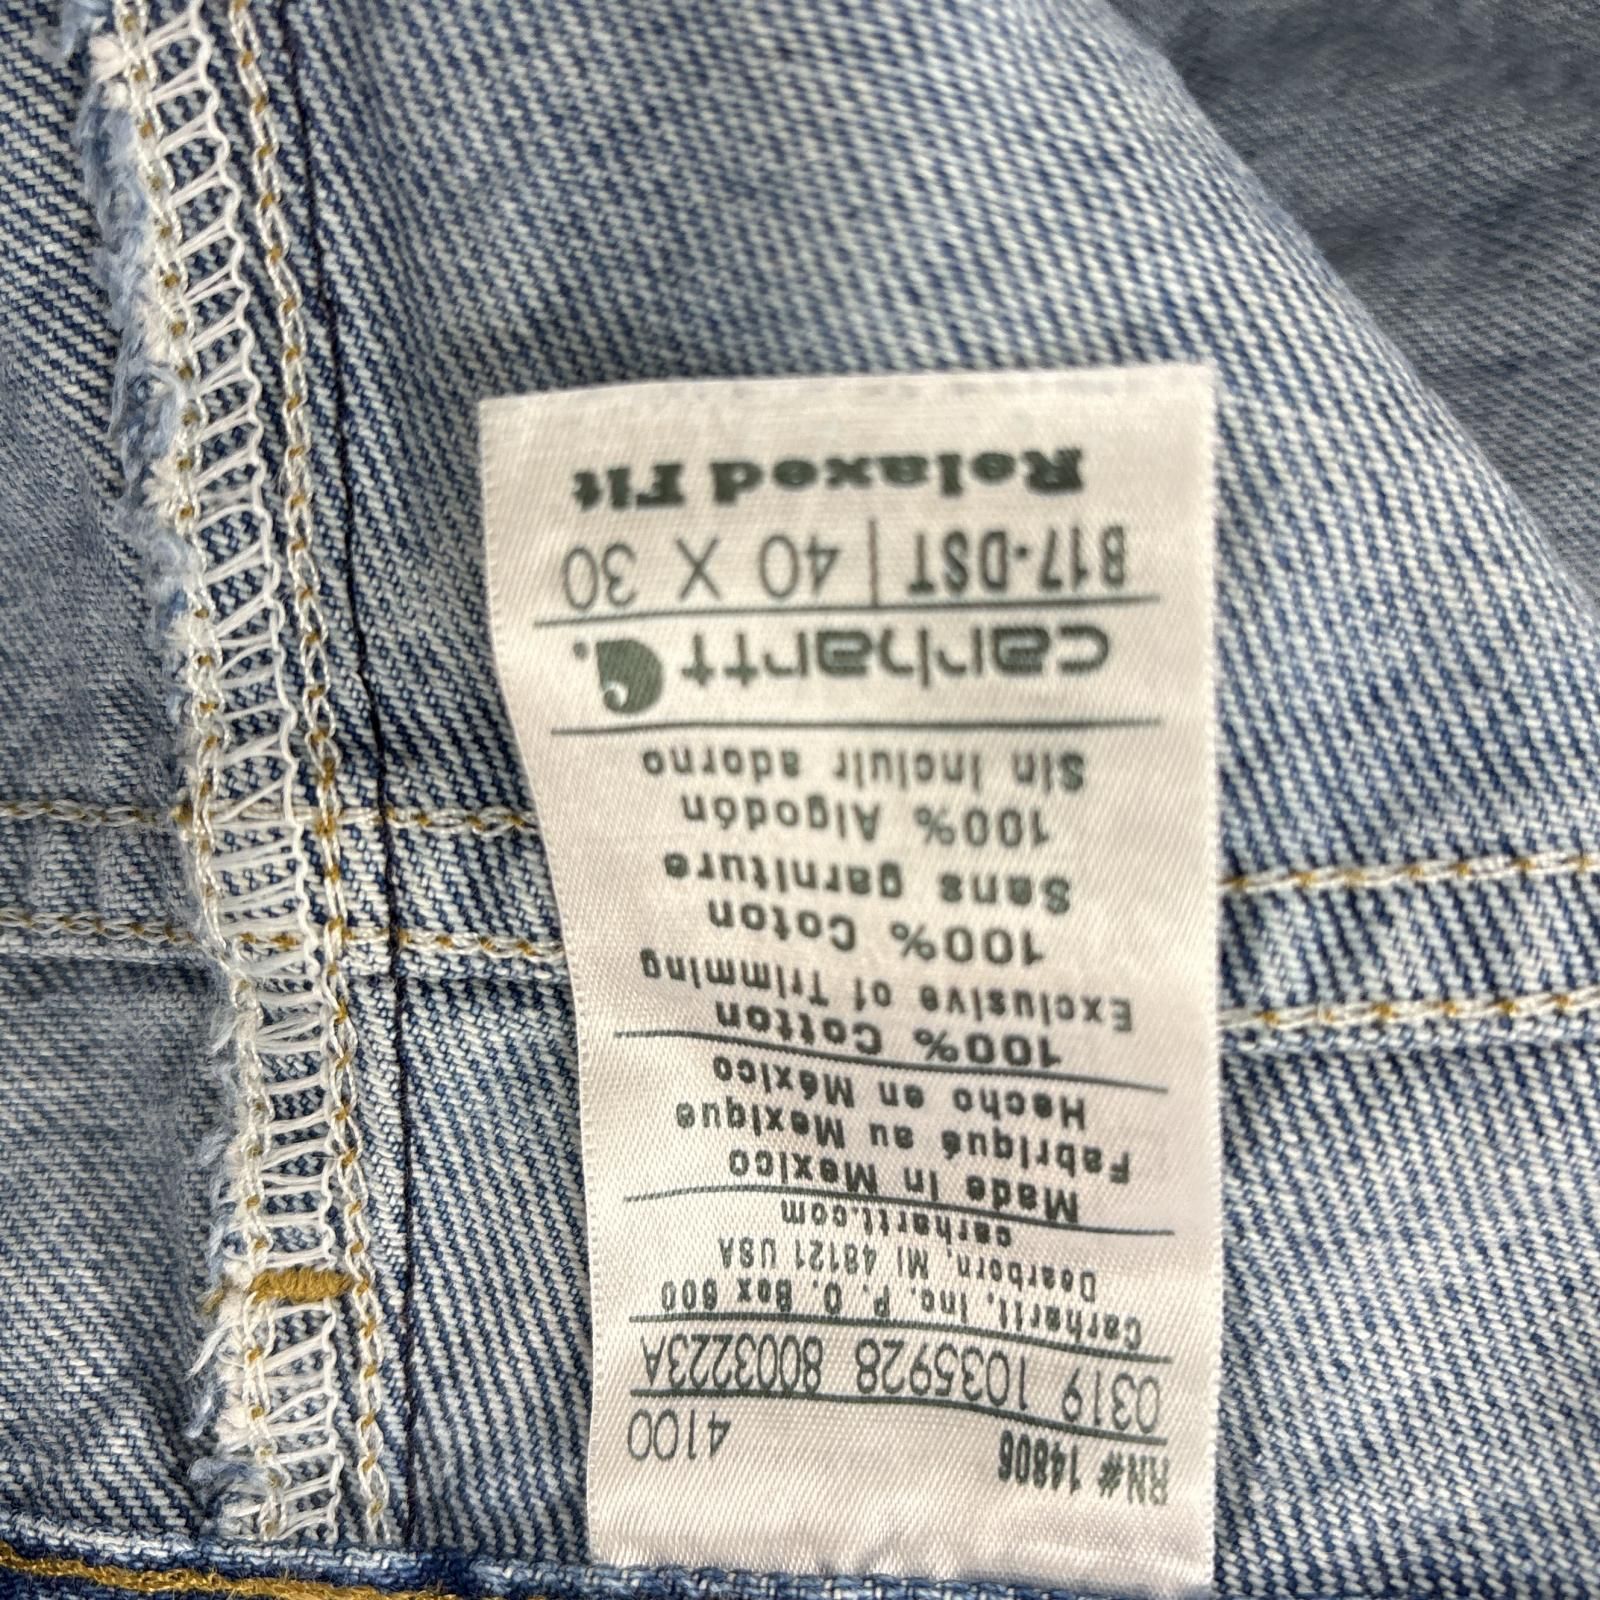 RN# 14806 4100
0319 1035928 8003223A
Carhartt, Inc. P. O. Box 600
Dearborn, MI 48121 USA
carhartt.com
Made in Mexico
Fabriqué au Mexique
Hecho en México
100% Cotton
Exclusive of Trimming
100% Coton
Sans garniture
100% Algodón
Sin incluir adorno
carhartt
B17-DST | 40 X 30
Relaxed Fit